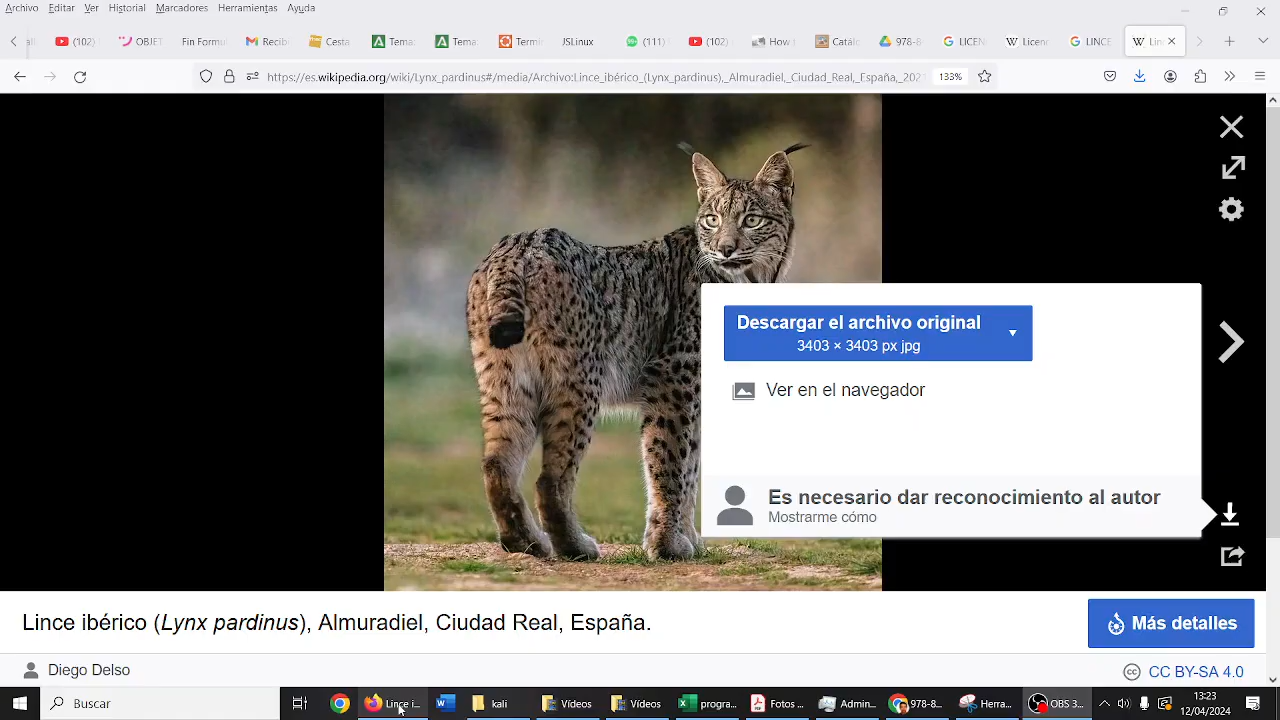 Archivo Editar Ver Historial Marcadores Herramientas Ayuda
(102) OBJET Fin Formul Recib Cesta Tema: Tema: Termi JSLinux (111) (102) How Catálc 978-8 LICEN Licenc LINCE Lin
https://es.wikipedia.org/wiki/Lynx_pardinus#/media/Archivo:Lince_ibérico_(Lynx_pardinus),_Almuradiel,_Ciudad_Real,_España,_202 133%
Descargar el archivo original
3403 × 3403 px jpg
Ver en el navegador
Es necesario dar reconocimiento al autor
Mostrarme cómo
Lince ibérico (Lynx pardinus), Almuradiel, Ciudad Real, España.
Más detalles
Diego Delso
CC BY-SA 4.0
Buscar
Lince i...
kali
Vídeos
Vídeos
progra...
Fotos ...
Admin...
978-8...
Herra...
OBS 3...
13:23
12/04/2024